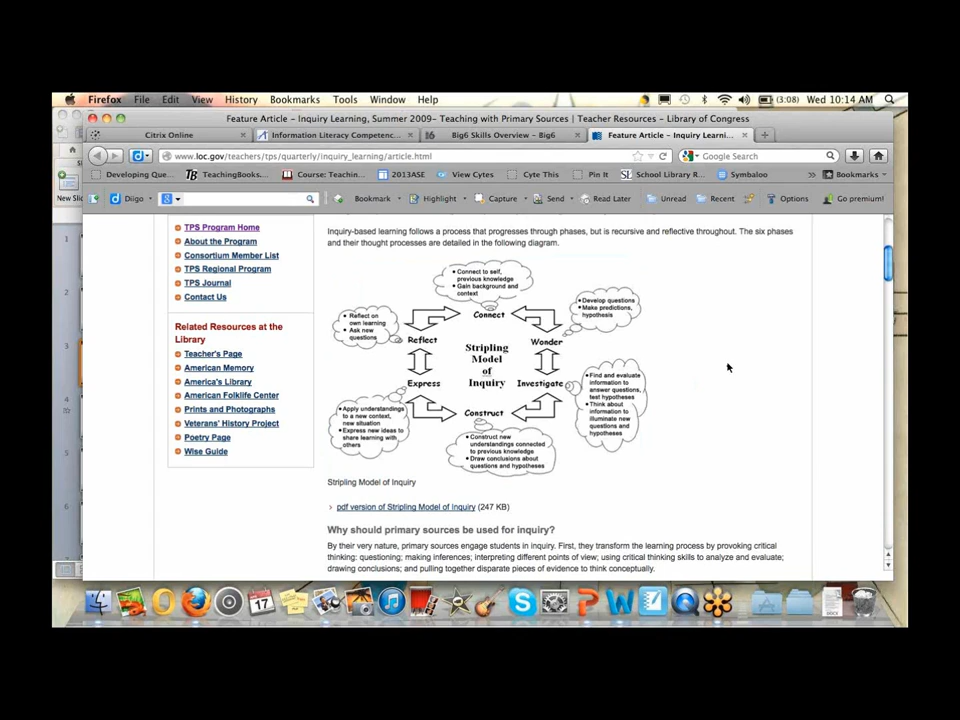 Firefox File Edit View History Bookmarks Tools Window Help (3:08) Wed 10:14 AM
Feature Article - Inquiry Learning, Summer 2009- Teaching with Primary Sources | Teacher Resources - Library of Congress
Citrix Online Information Literacy Competenc... Big6 Skills Overview - Big6 Feature Article - Inquiry Learni...
www.loc.gov/teachers/tps/quarterly/inquiry_learning/article.html Google Search
Developing Que... TeachingBooks.... Course: Teachin... 2013ASE View Cytes Cyte This Pin It School Library R... Symbaloo Bookmarks
Diigo Bookmark Highlight Capture Send Read Later Unread Recent Options Go premium!
New Slid
TPS Program Home
About the Program
Consortium Member List
TPS Regional Program
TPS Journal
Contact Us
Related Resources at the
Library
Teacher's Page
American Memory
America's Library
American Folklife Center
Prints and Photographs
Veterans' History Project
Poetry Page
Wise Guide
Inquiry-based learning follows a process that progresses through phases, but is recursive and reflective throughout. The six phases
and their thought processes are detailed in the following diagram.
• Connect to self,
previous knowledge
• Gain background and
context
Connect
• Develop questions
• Make predictions,
hypothesis
Wonder
• Reflect on
own learning
• Ask new
questions
Reflect
Stripling
Model
of
Inquiry
Express
Investigate
• Find and evaluate
information to
answer questions,
test hypotheses
• Think about
information to
illuminate new
questions and
hypotheses
• Apply understandings
to a new context,
new situation
• Express new ideas to
share learning with
others
Construct
• Construct new
understandings connected
to previous knowledge
• Draw conclusions about
questions and hypotheses
Stripling Model of Inquiry
pdf version of Stripling Model of Inquiry (247 KB)
Why should primary sources be used for inquiry?
By their very nature, primary sources engage students in inquiry. First, they transform the learning process by provoking critical
thinking; questioning; making inferences; interpreting different points of view; using critical thinking skills to analyze and evaluate;
drawing conclusions; and pulling together disparate pieces of evidence to think conceptually.
1
2
3
4
5
6
17